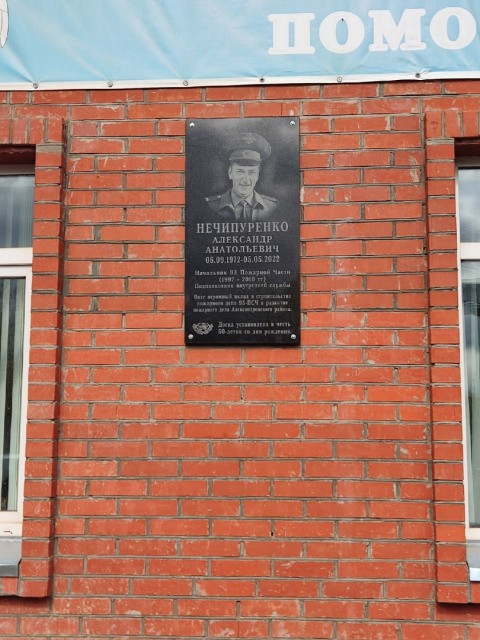 ПОМО
НЕЧИПУРЕНКО
АЛЕКСАНДР
АНАТОЛЬЕВИЧ
06.09.1972-05.05.2022
Начальник 93 Пожарной Части
(1997 - 2015 гг)
Подполковник внутренней службы
Внес огромный вклад в строительство
пожарного депо 93-ПСЧ и развитие
пожарного дела Александровского района.
Доска установлена в честь
50-летия со дня рождения.